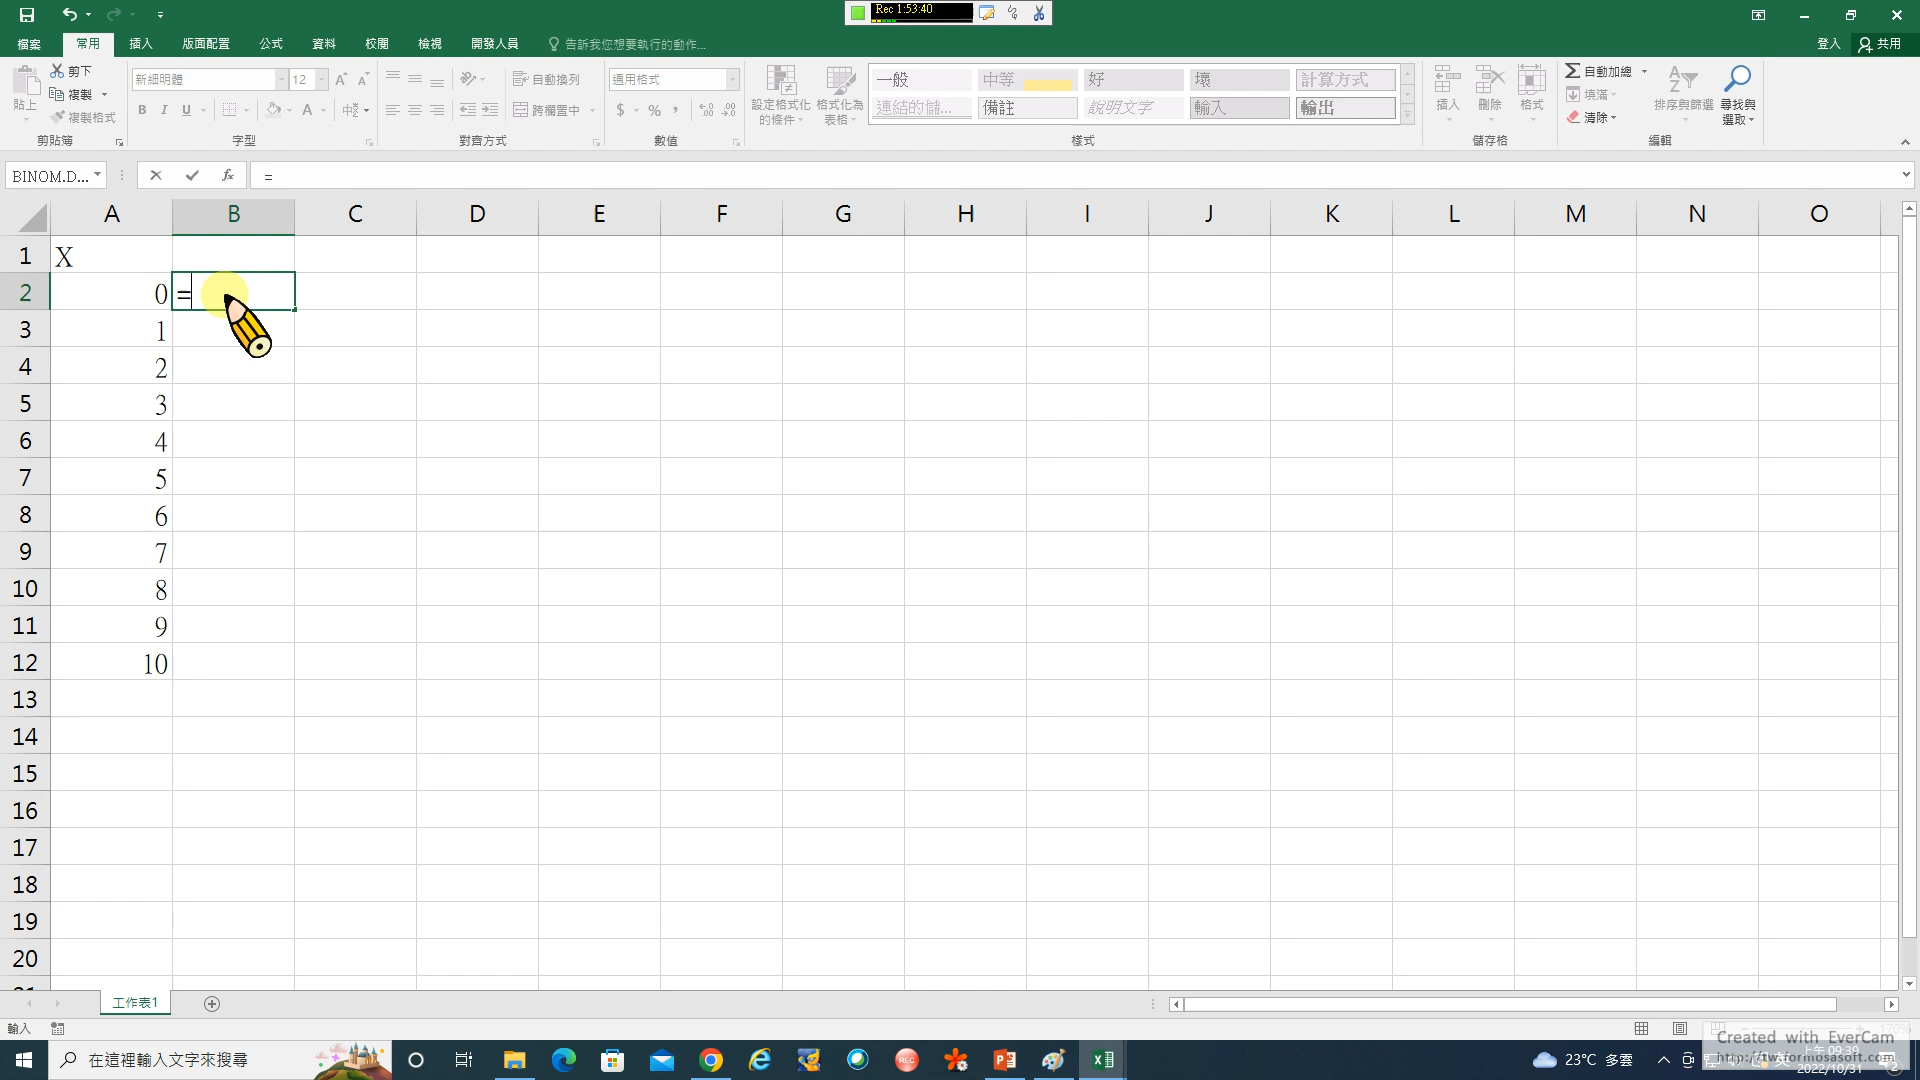 Rec 1:53:40
檔案 常用 插入 版面配置 公式 資料 校閱 檢視 開發人員 告訴我您想要執行的動作... 登入 共用
貼上 剪下 複製 複製格式 剪貼簿
新細明體 12 B I U A 中ㄓˋ 字型
自動換列 跨欄置中 對齊方式
通用格式 $ % , 數值
設定格式化的條件 格式化為表格
一般 中等 好 壞 計算方式
連結的儲... 備註 說明文字 輸入 輸出
樣式
插入 刪除 格式 儲存格
自動加總 填滿 清除 排序與篩選 尋找與選取 編輯
BINOM.D... fx =
A B C D E F G H I J K L M N O
1 X
2 0 =
3 1
4 2
5 3
6 4
7 5
8 6
9 7
10 8
11 9
12 10
13
14
15
16
17
18
19
20
工作表1
輸入
Created with EverCam
在這裡輸入文字來搜尋 REC 23°C 多雲 上午 09:39
2022/10/31